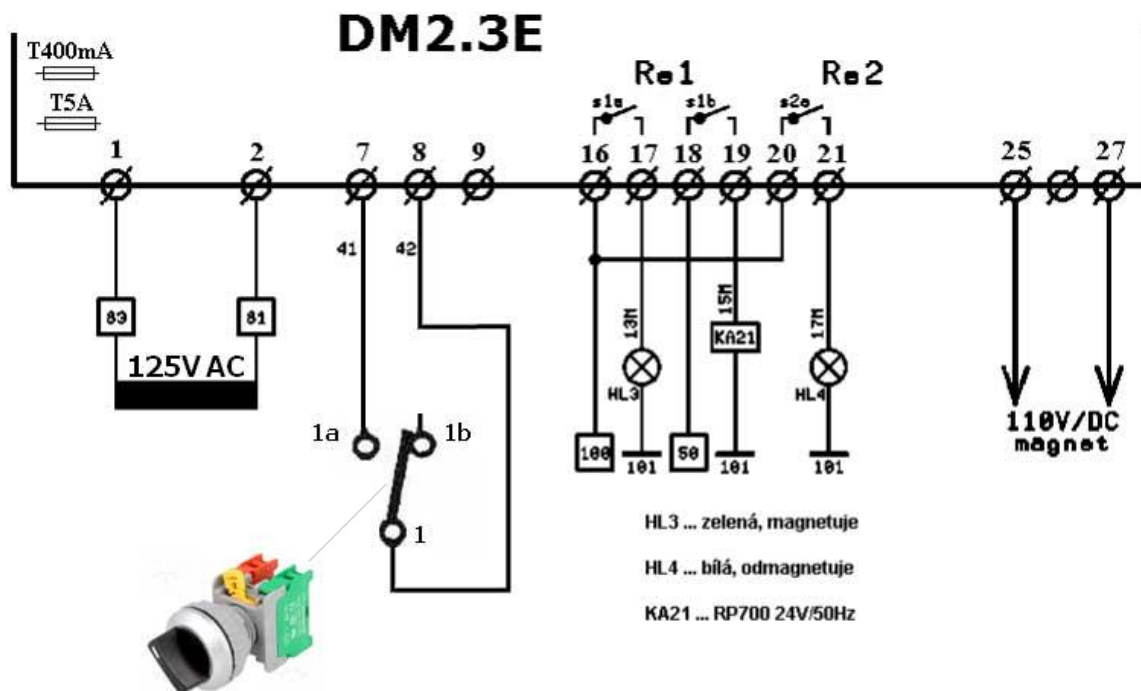 DM2.3E
T400mA
T5A
Re1
Re2
s1a
s1b
s2a
1
2
7
8
9
16
17
18
19
20
21
25
27
41
42
83
81
125V AC
13M
15M
17M
KA21
HL3
HL4
1a
1b
1
100
101
50
101
101
110V/DC
magnet
HL3 ... zelená, magnetuje
HL4 ... bílá, odmagnetuje
KA21 ... RP700 24V/50Hz